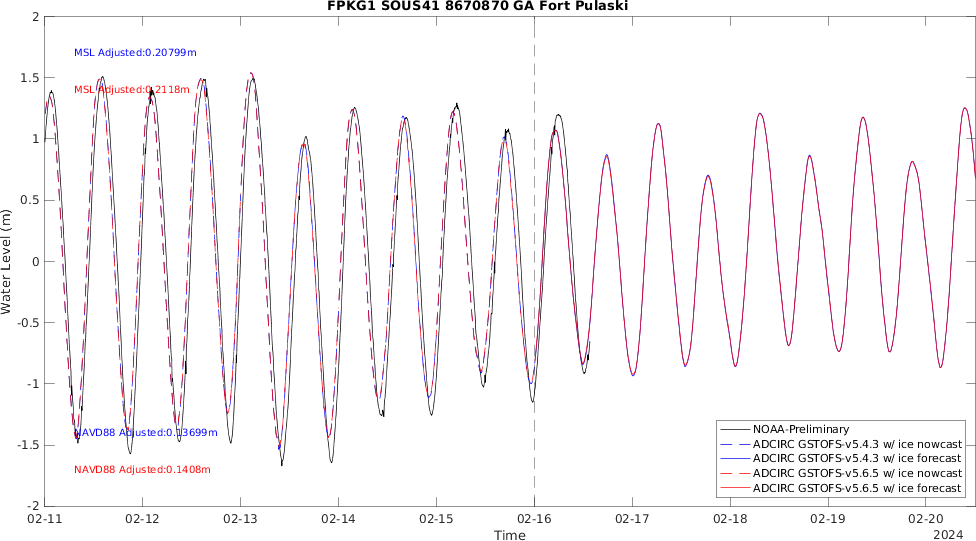 FPKG1 SOUS41 8670870 GA Fort Pulaski
2
1.5
1
0.5
0
-0.5
-1
-1.5
-2
Water Level (m)
MSL Adjusted:0.20799m
MSL Adjusted:0.2118m
NAVD88 Adjusted:0.13699m
NAVD88 Adjusted:0.1408m
NOAA-Preliminary
ADCIRC GSTOFS-v5.4.3 w/ ice nowcast
ADCIRC GSTOFS-v5.4.3 w/ ice forecast
ADCIRC GSTOFS-v5.6.5 w/ ice nowcast
ADCIRC GSTOFS-v5.6.5 w/ ice forecast
02-11 02-12 02-13 02-14 02-15 02-16 02-17 02-18 02-19 02-20
Time
2024